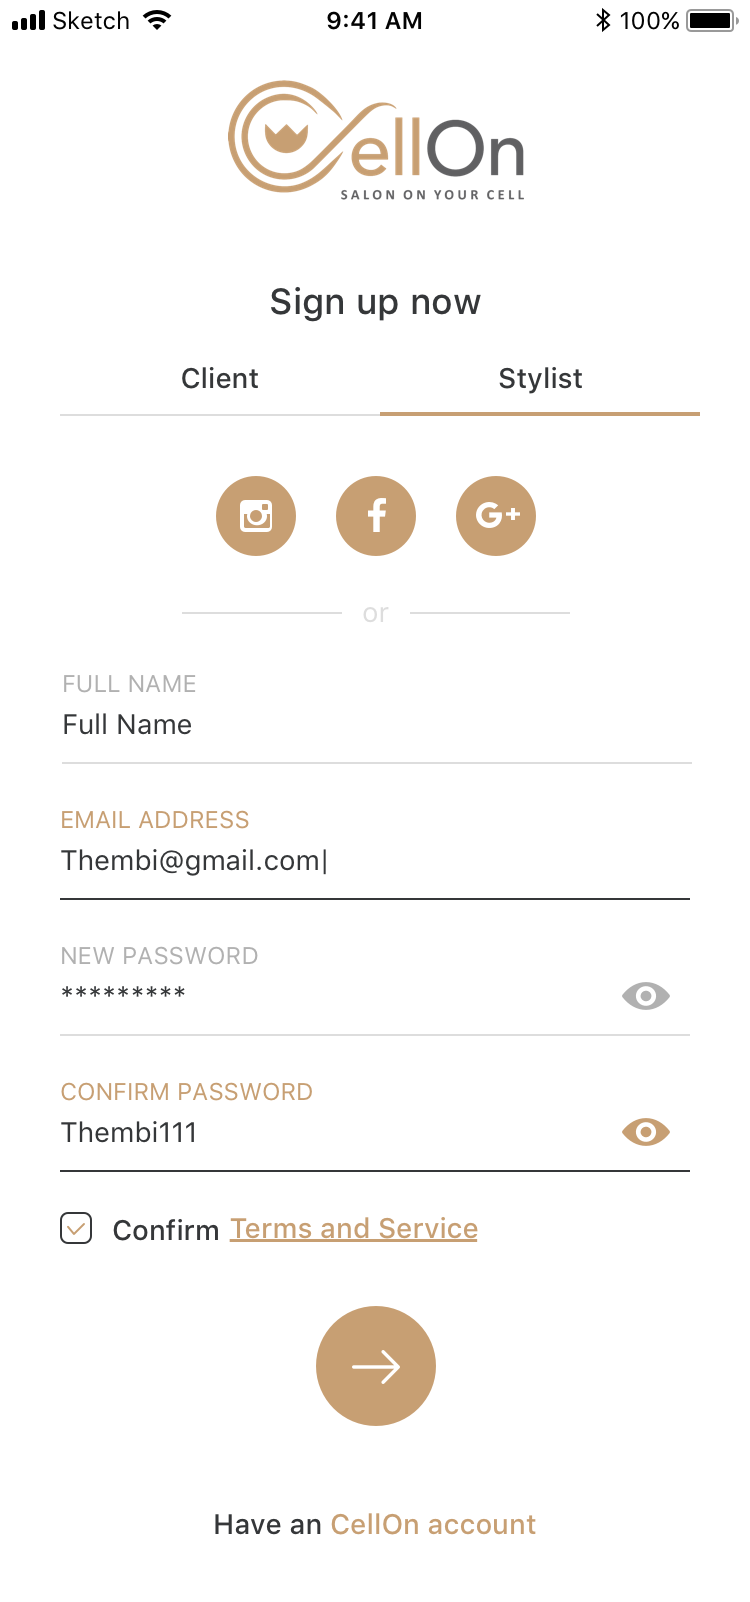 Sketch 9:41 AM 100%
CellOn
SALON ON YOUR CELL
Sign up now
Client Stylist
G+
or
FULL NAME
Full Name
EMAIL ADDRESS
Thembi@gmail.com|
NEW PASSWORD
*********
CONFIRM PASSWORD
Thembi111
Confirm Terms and Service
Have an CellOn account